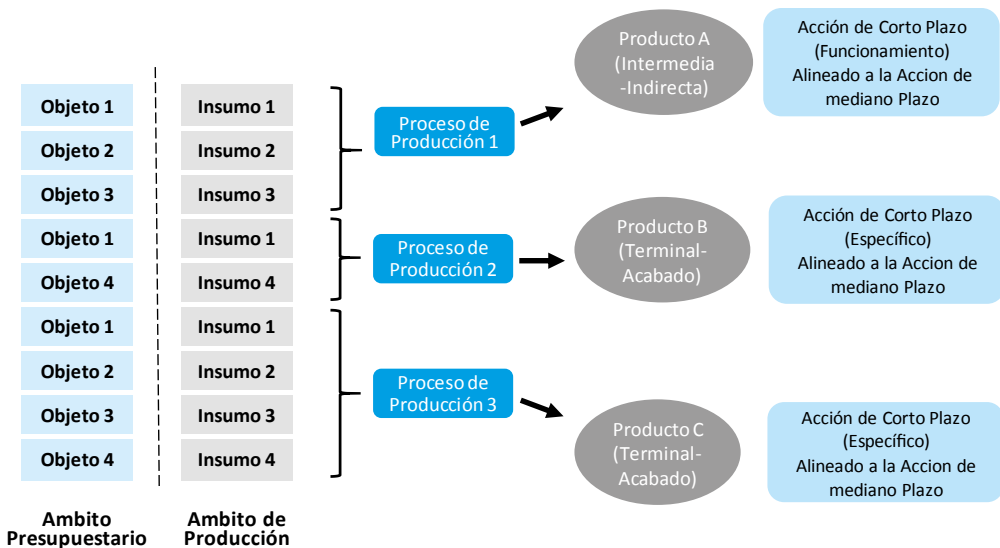 Objeto 1
Objeto 2
Objeto 3
Objeto 1
Objeto 4
Objeto 1
Objeto 2
Objeto 3
Objeto 4
Ambito
Presupuestario
Insumo 1
Insumo 2
Insumo 3
Insumo 1
Insumo 4
Insumo 1
Insumo 2
Insumo 3
Insumo 4
Ambito de
Producción
Proceso de
Producción 1
Proceso de
Producción 2
Proceso de
Producción 3
Producto A
(Intermedia
-Indirecta)
Producto B
(Terminal-
Acabado)
Producto C
(Terminal-
Acabado)
Acción de Corto Plazo
(Funcionamiento)
Alineado a la Accion de
mediano Plazo
Acción de Corto Plazo
(Específico)
Alineado a la Accion de
mediano Plazo
Acción de Corto Plazo
(Específico)
Alineado a la Accion de
mediano Plazo